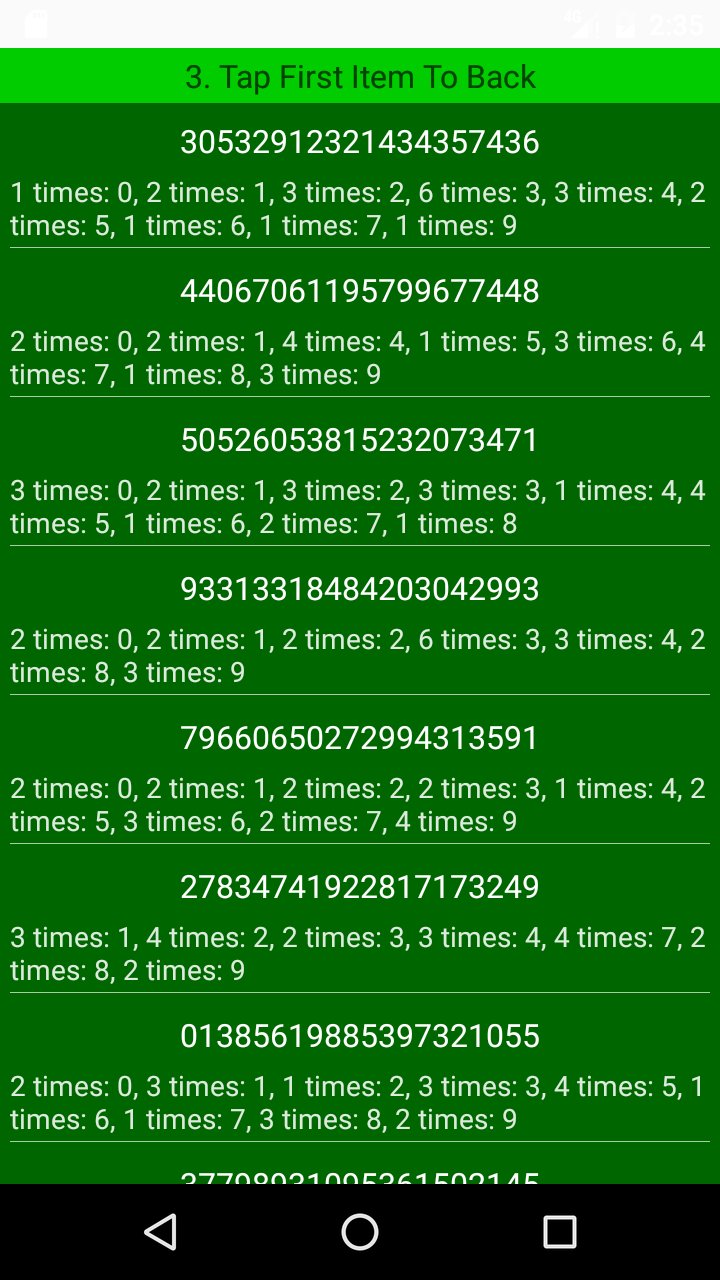 4G 2:35
3. Tap First Item To Back
30532912321434357436
1 times: 0, 2 times: 1, 3 times: 2, 6 times: 3, 3 times: 4, 2
times: 5, 1 times: 6, 1 times: 7, 1 times: 9
44067061195799677448
2 times: 0, 2 times: 1, 4 times: 4, 1 times: 5, 3 times: 6, 4
times: 7, 1 times: 8, 3 times: 9
50526053815232073471
3 times: 0, 2 times: 1, 3 times: 2, 3 times: 3, 1 times: 4, 4
times: 5, 1 times: 6, 2 times: 7, 1 times: 8
93313318484203042993
2 times: 0, 2 times: 1, 2 times: 2, 6 times: 3, 3 times: 4, 2
times: 8, 3 times: 9
79660650272994313591
2 times: 0, 2 times: 1, 2 times: 2, 2 times: 3, 1 times: 4, 2
times: 5, 3 times: 6, 2 times: 7, 4 times: 9
27834741922817173249
3 times: 1, 4 times: 2, 2 times: 3, 3 times: 4, 4 times: 7, 2
times: 8, 2 times: 9
01385619885397321055
2 times: 0, 3 times: 1, 1 times: 2, 3 times: 3, 4 times: 5, 1
times: 6, 1 times: 7, 3 times: 8, 2 times: 9